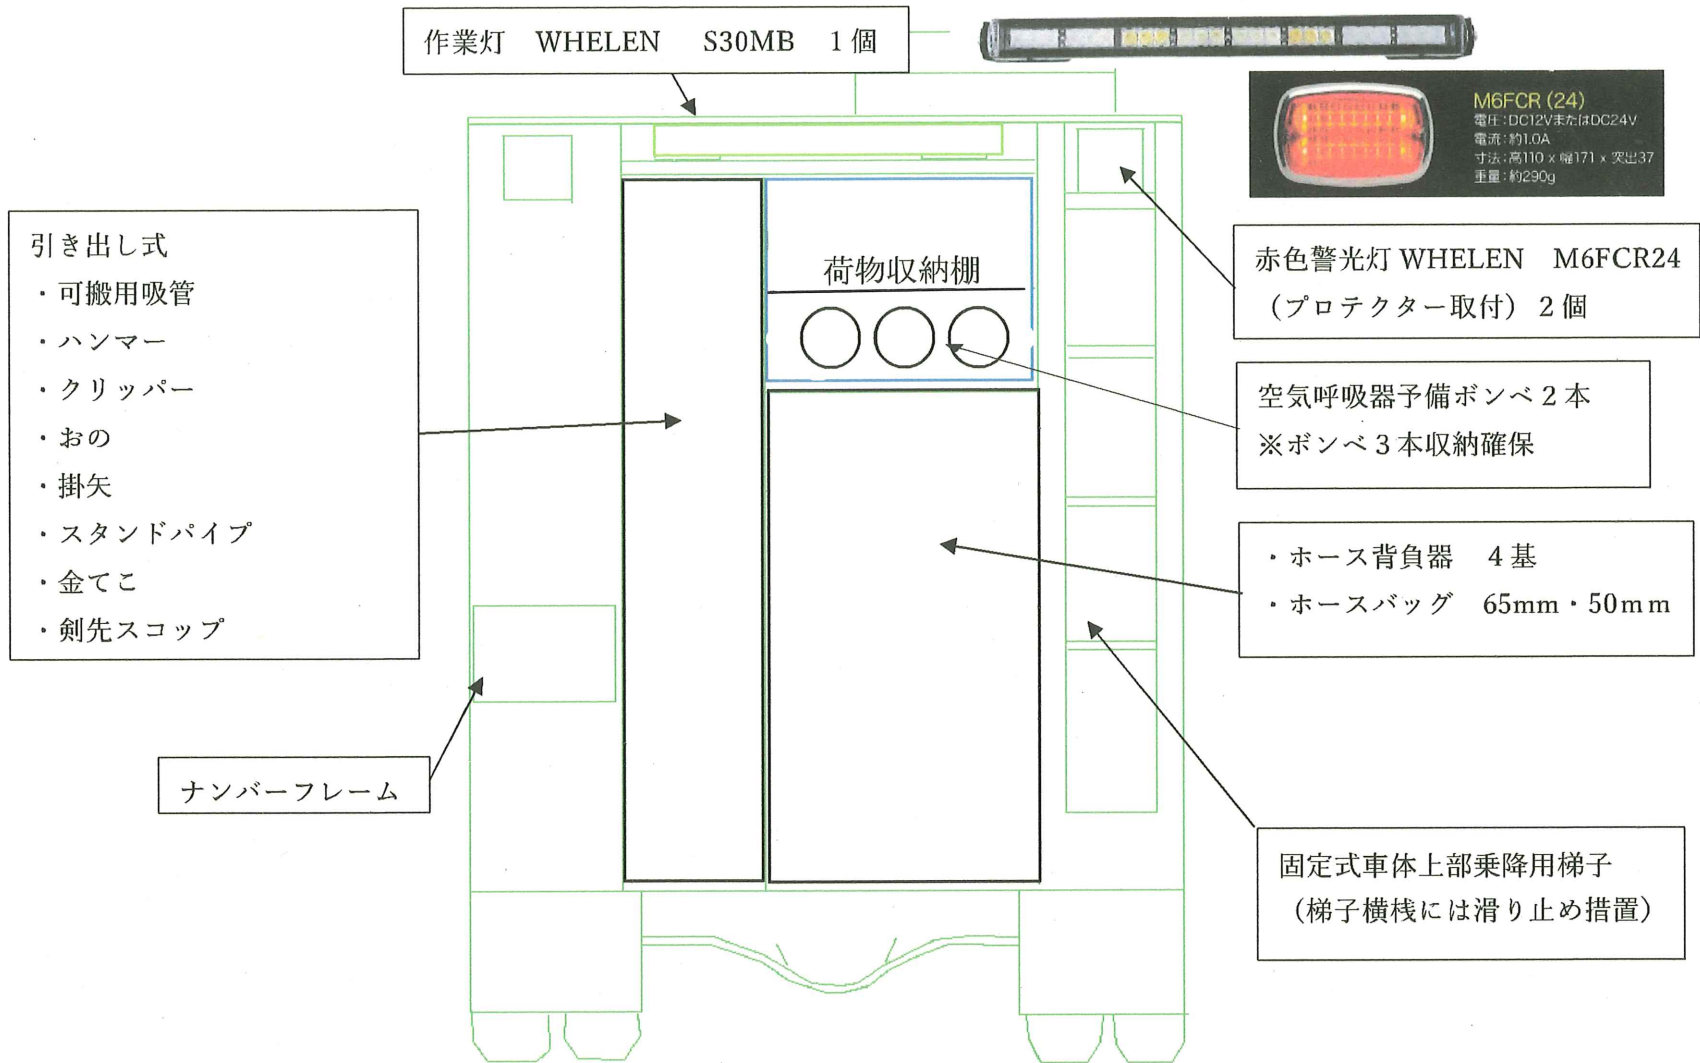 作業灯　WHELEN　S30MB　1個
M6FCR (24)
電圧：DC12VまたはDC24V
電流：約1.0A
寸法：高110 x 幅171 x 突出37
重量：約290g
引き出し式
・可搬用吸管
・ハンマー
・クリッパー
・おの
・掛矢
・スタンドパイプ
・金てこ
・剣先スコップ
荷物収納棚
赤色警光灯 WHELEN　M6FCR24
（プロテクター取付）2個
空気呼吸器予備ボンベ2本
※ボンベ3本収納確保
・ホース背負器　4基
・ホースバッグ　65mm・50mm
ナンバーフレーム
固定式車体上部乗降用梯子
（梯子横桟には滑り止め措置）